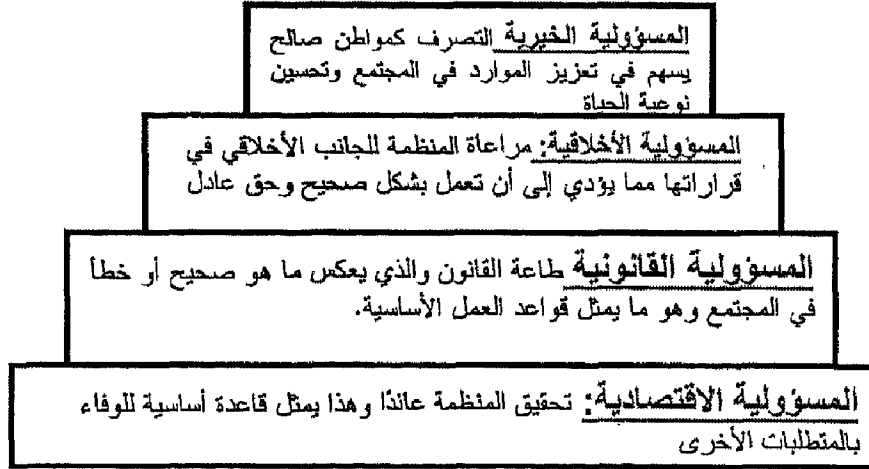 المسؤولية الخيرية التصرف كمواطن صالح
يسهم في تعزيز الموارد في المجتمع وتحسين
نوعية الحياة
المسؤولية الأخلاقية: مراعاة المنظمة للجانب الأخلاقي في
قراراتها مما يؤدي إلى أن تعمل بشكل صحيح وحق عادل
المسؤولية القانونية طاعة القانون والذي يعكس ما هو صحيح أو خطأ
في المجتمع وهو ما يمثل قواعد العمل الأساسية.
المسؤولية الاقتصادية: تحقيق المنظمة عائدًا وهذا يمثل قاعدة أساسية للوفاء
بالمتطلبات الأخرى